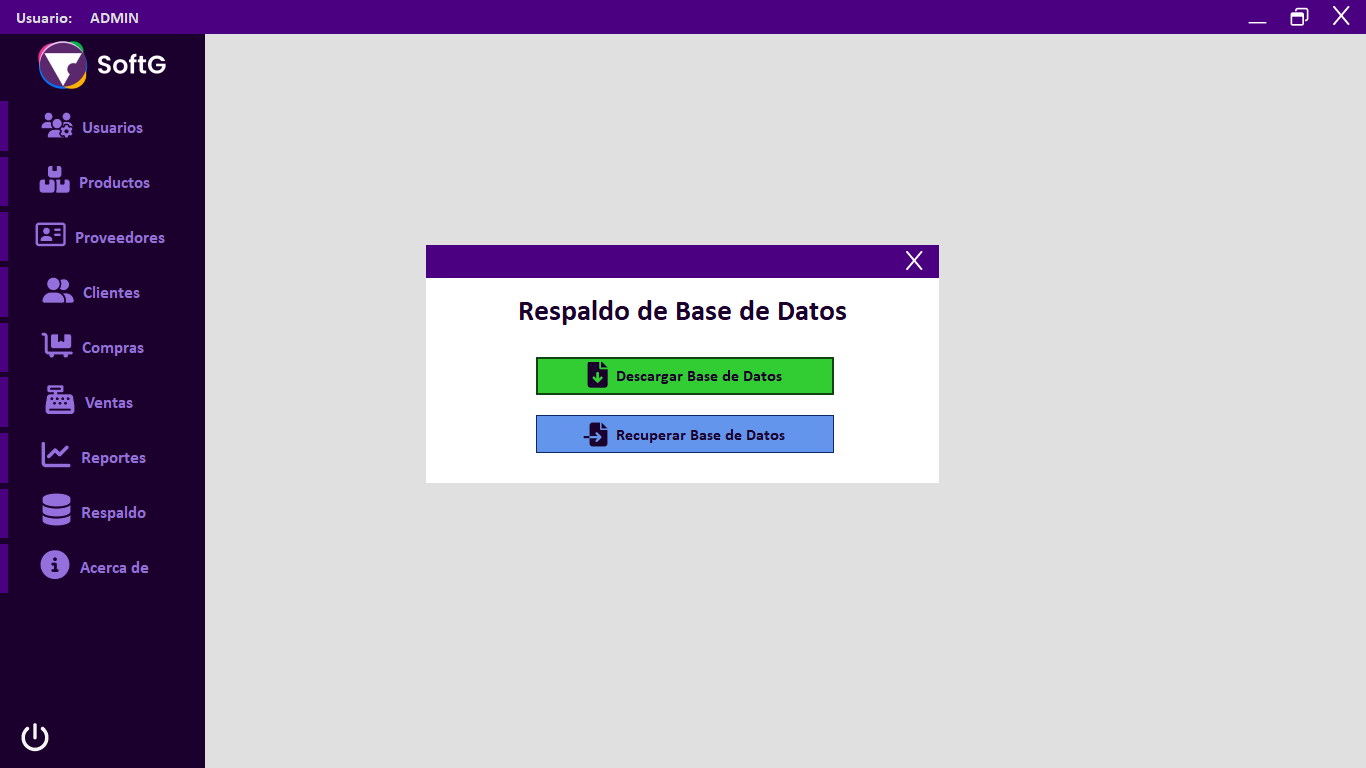 Usuario: ADMIN
SoftG
Usuarios
Productos
Proveedores
Clientes
Compras
Ventas
Reportes
Respaldo
Acerca de
Respaldo de Base de Datos
Descargar Base de Datos
Recuperar Base de Datos